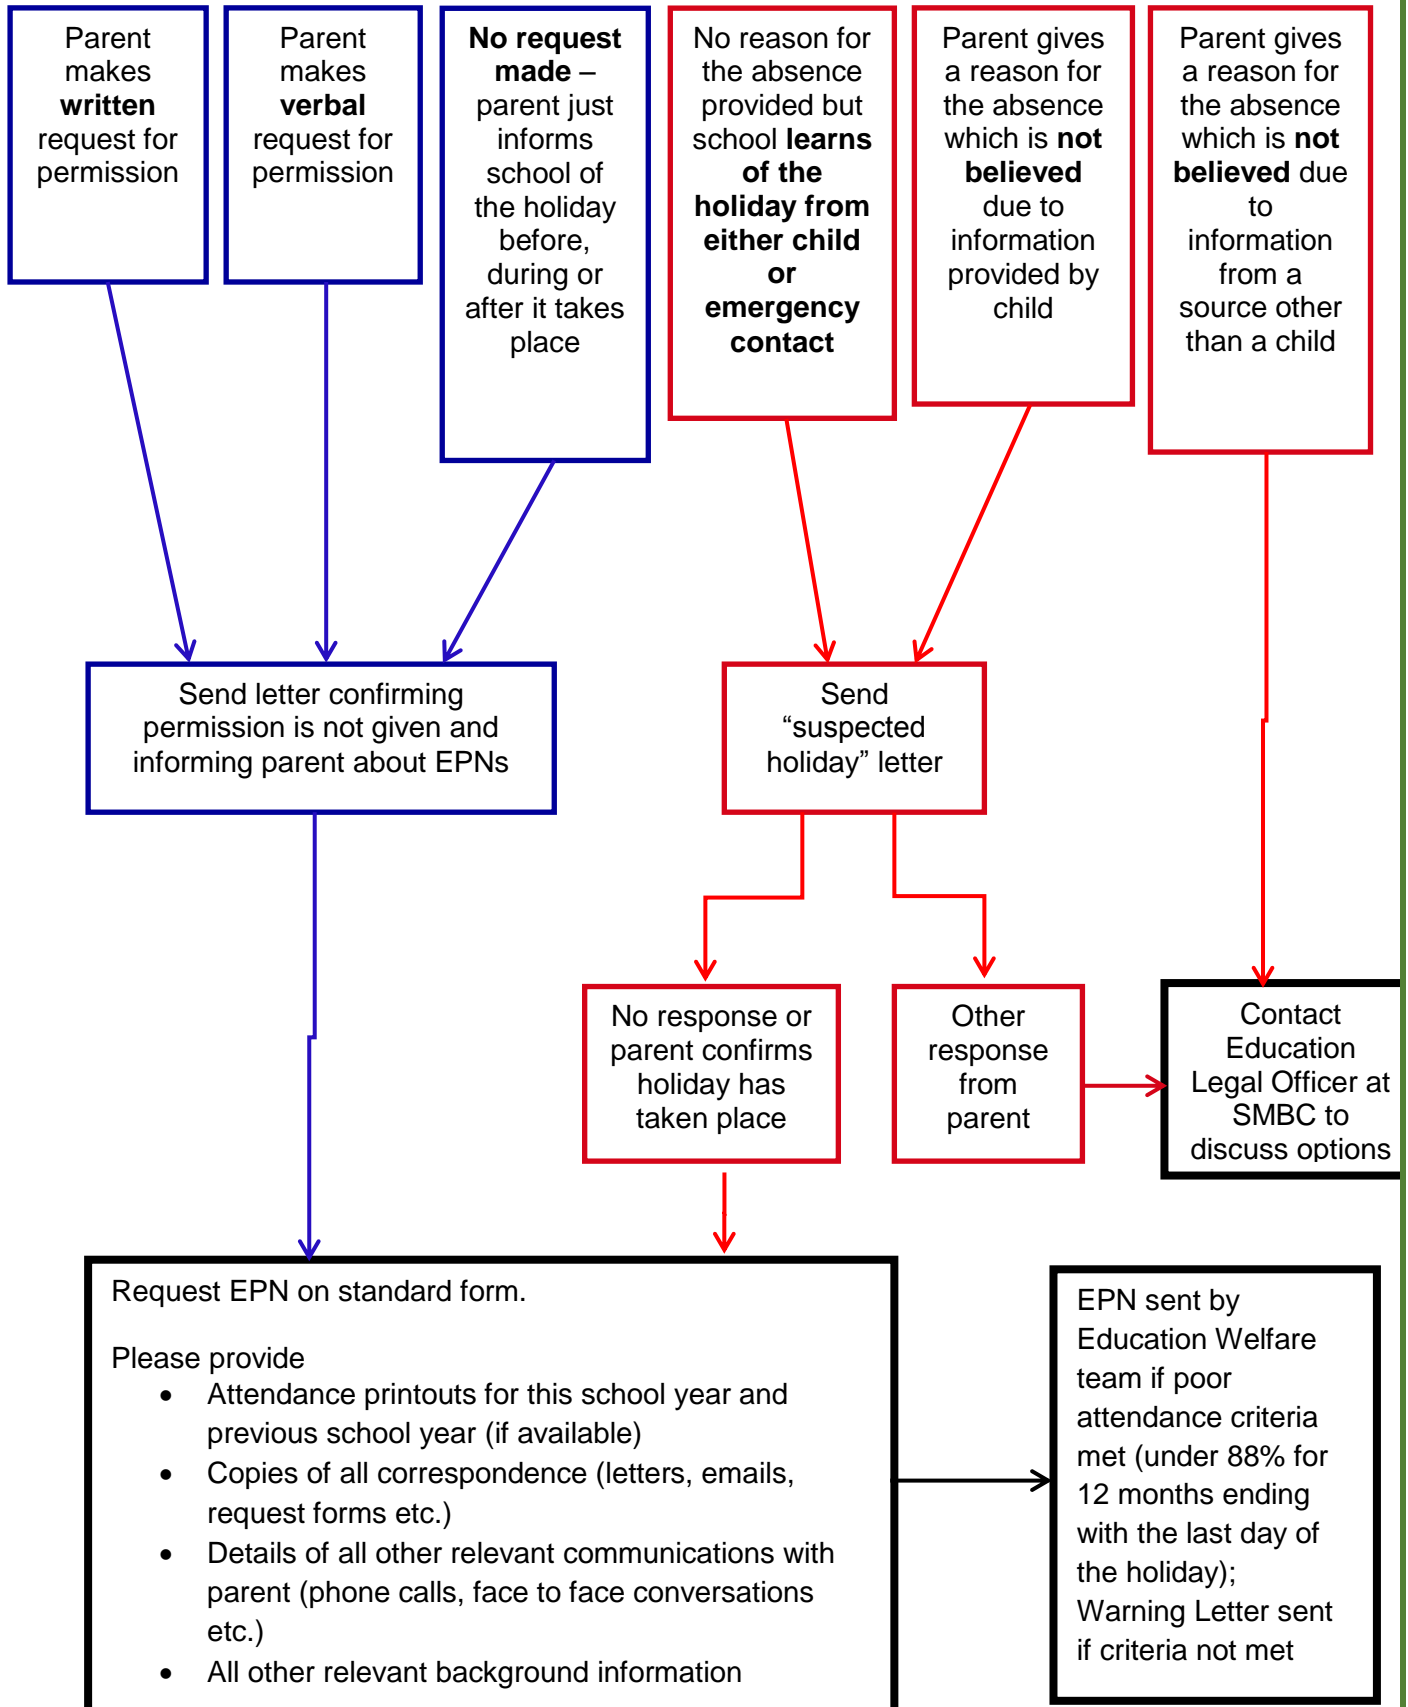 Parent
makes
written
request for
permission
Parent
makes
verbal
request for
permission
No request
made –
parent just
informs
school of
the holiday
before,
during or
after it takes
place
No reason for
the absence
provided but
school learns
of the
holiday from
either child
or
emergency
contact
Parent gives
a reason for
the absence
which is not
believed
due to
information
provided by
child
Parent gives
a reason for
the absence
which is not
believed due
to
information
from a
source other
than a child
Send letter confirming
permission is not given and
informing parent about EPNs
Send
“suspected
holiday” letter
No response or
parent confirms
holiday has
taken place
Other
response
from
parent
Contact
Education
Legal Officer at
SMBC to
discuss options
Request EPN on standard form.
Please provide
• Attendance printouts for this school year and
previous school year (if available)
• Copies of all correspondence (letters, emails,
request forms etc.)
• Details of all other relevant communications with
parent (phone calls, face to face conversations
etc.)
• All other relevant background information
EPN sent by
Education Welfare
team if poor
attendance criteria
met (under 88% for
12 months ending
with the last day of
the holiday);
Warning Letter sent
if criteria not met